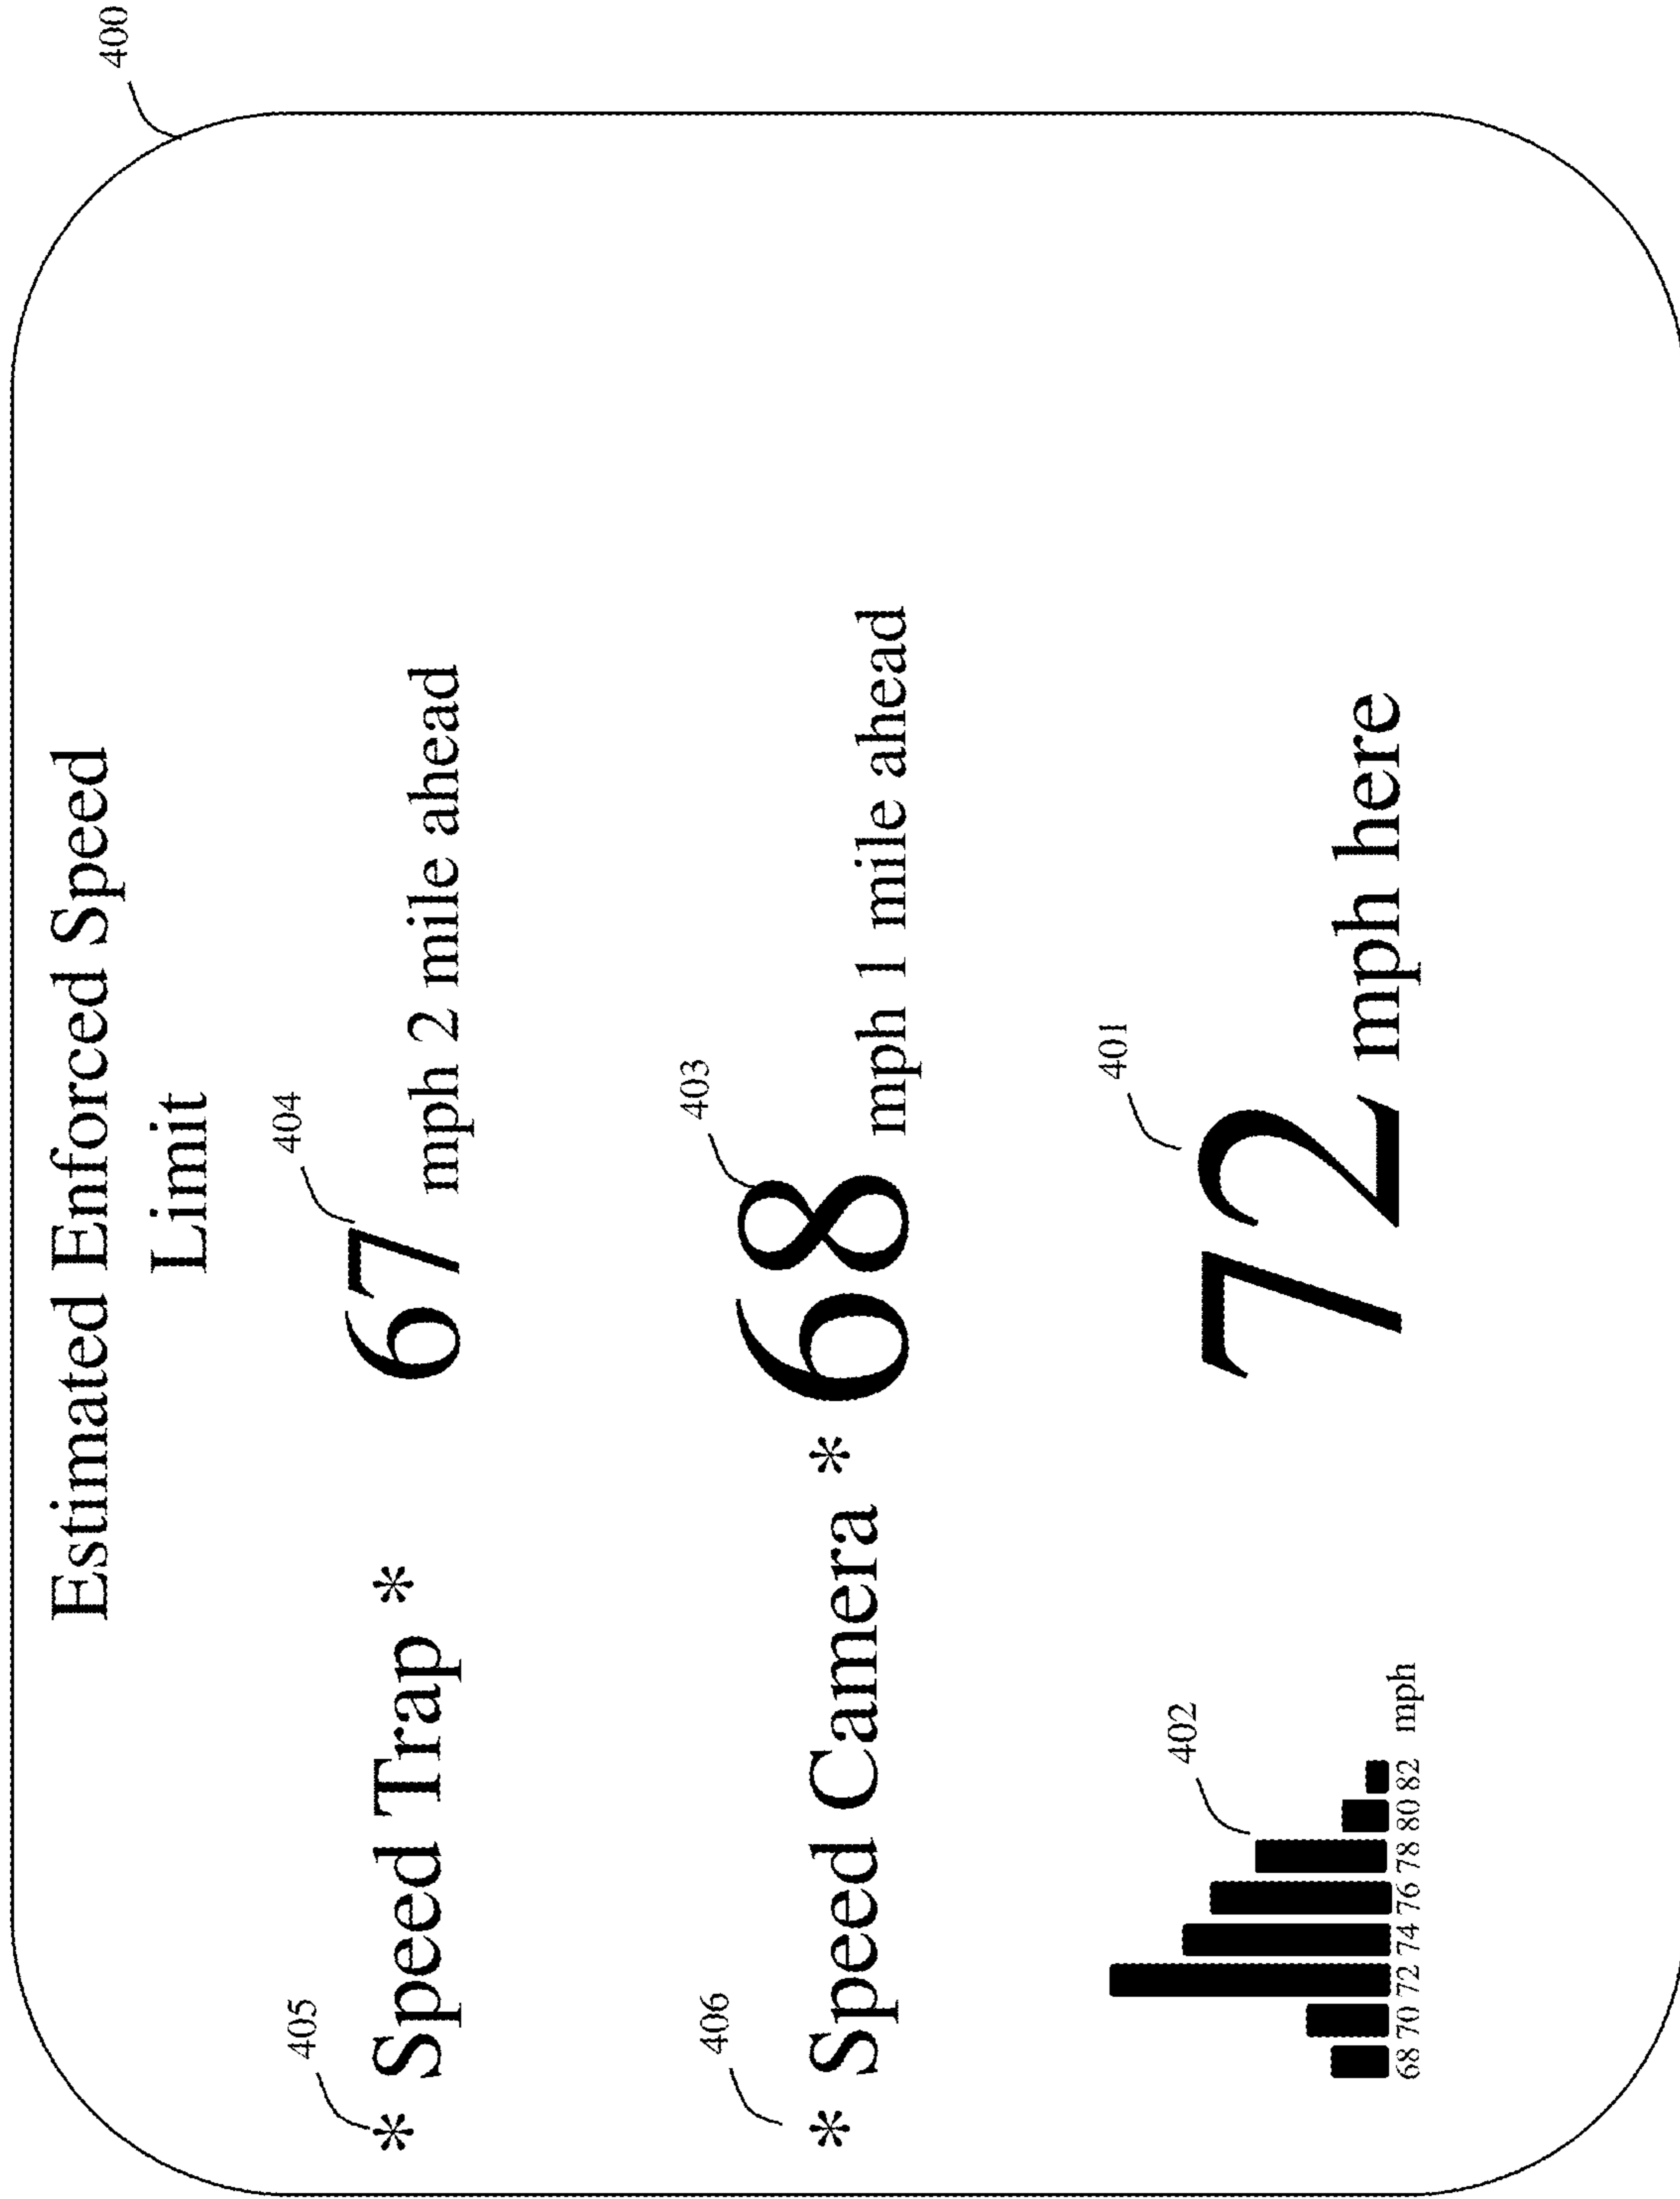 400
Estimated Enforced Speed
Limit
405
404
* Speed Trap * 67 mph 2 mile ahead
406
403
* Speed Camera * 68 mph 1 mile ahead
402
401
72 mph here
68 70 72 74 76 78 80 82 mph